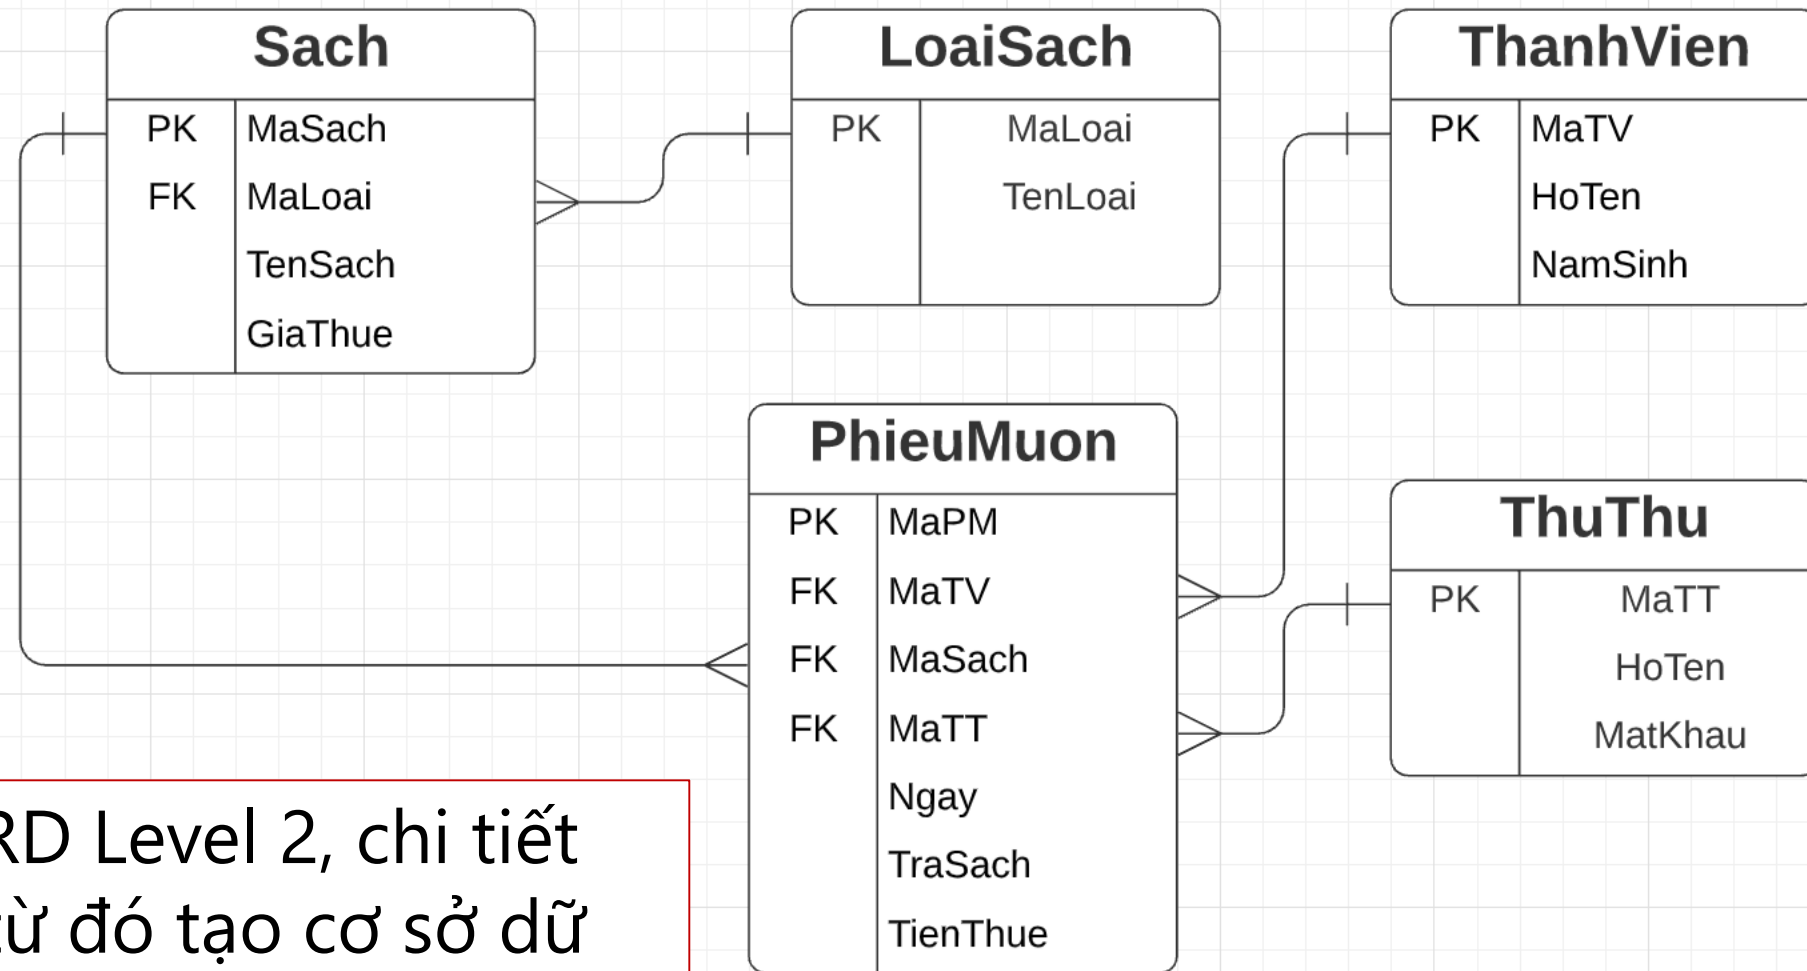 Sach
PK MaSach
FK MaLoai
TenSach
GiaThue
LoaiSach
PK MaLoai
TenLoai
ThanhVien
PK MaTV
HoTen
NamSinh
PhieuMuon
PK MaPM
FK MaTV
FK MaSach
FK MaTT
Ngay
TraSach
TienThue
ThuThu
PK MaTT
HoTen
MatKhau
RD Level 2, chi tiết
từ đó tạo cơ sở dữ